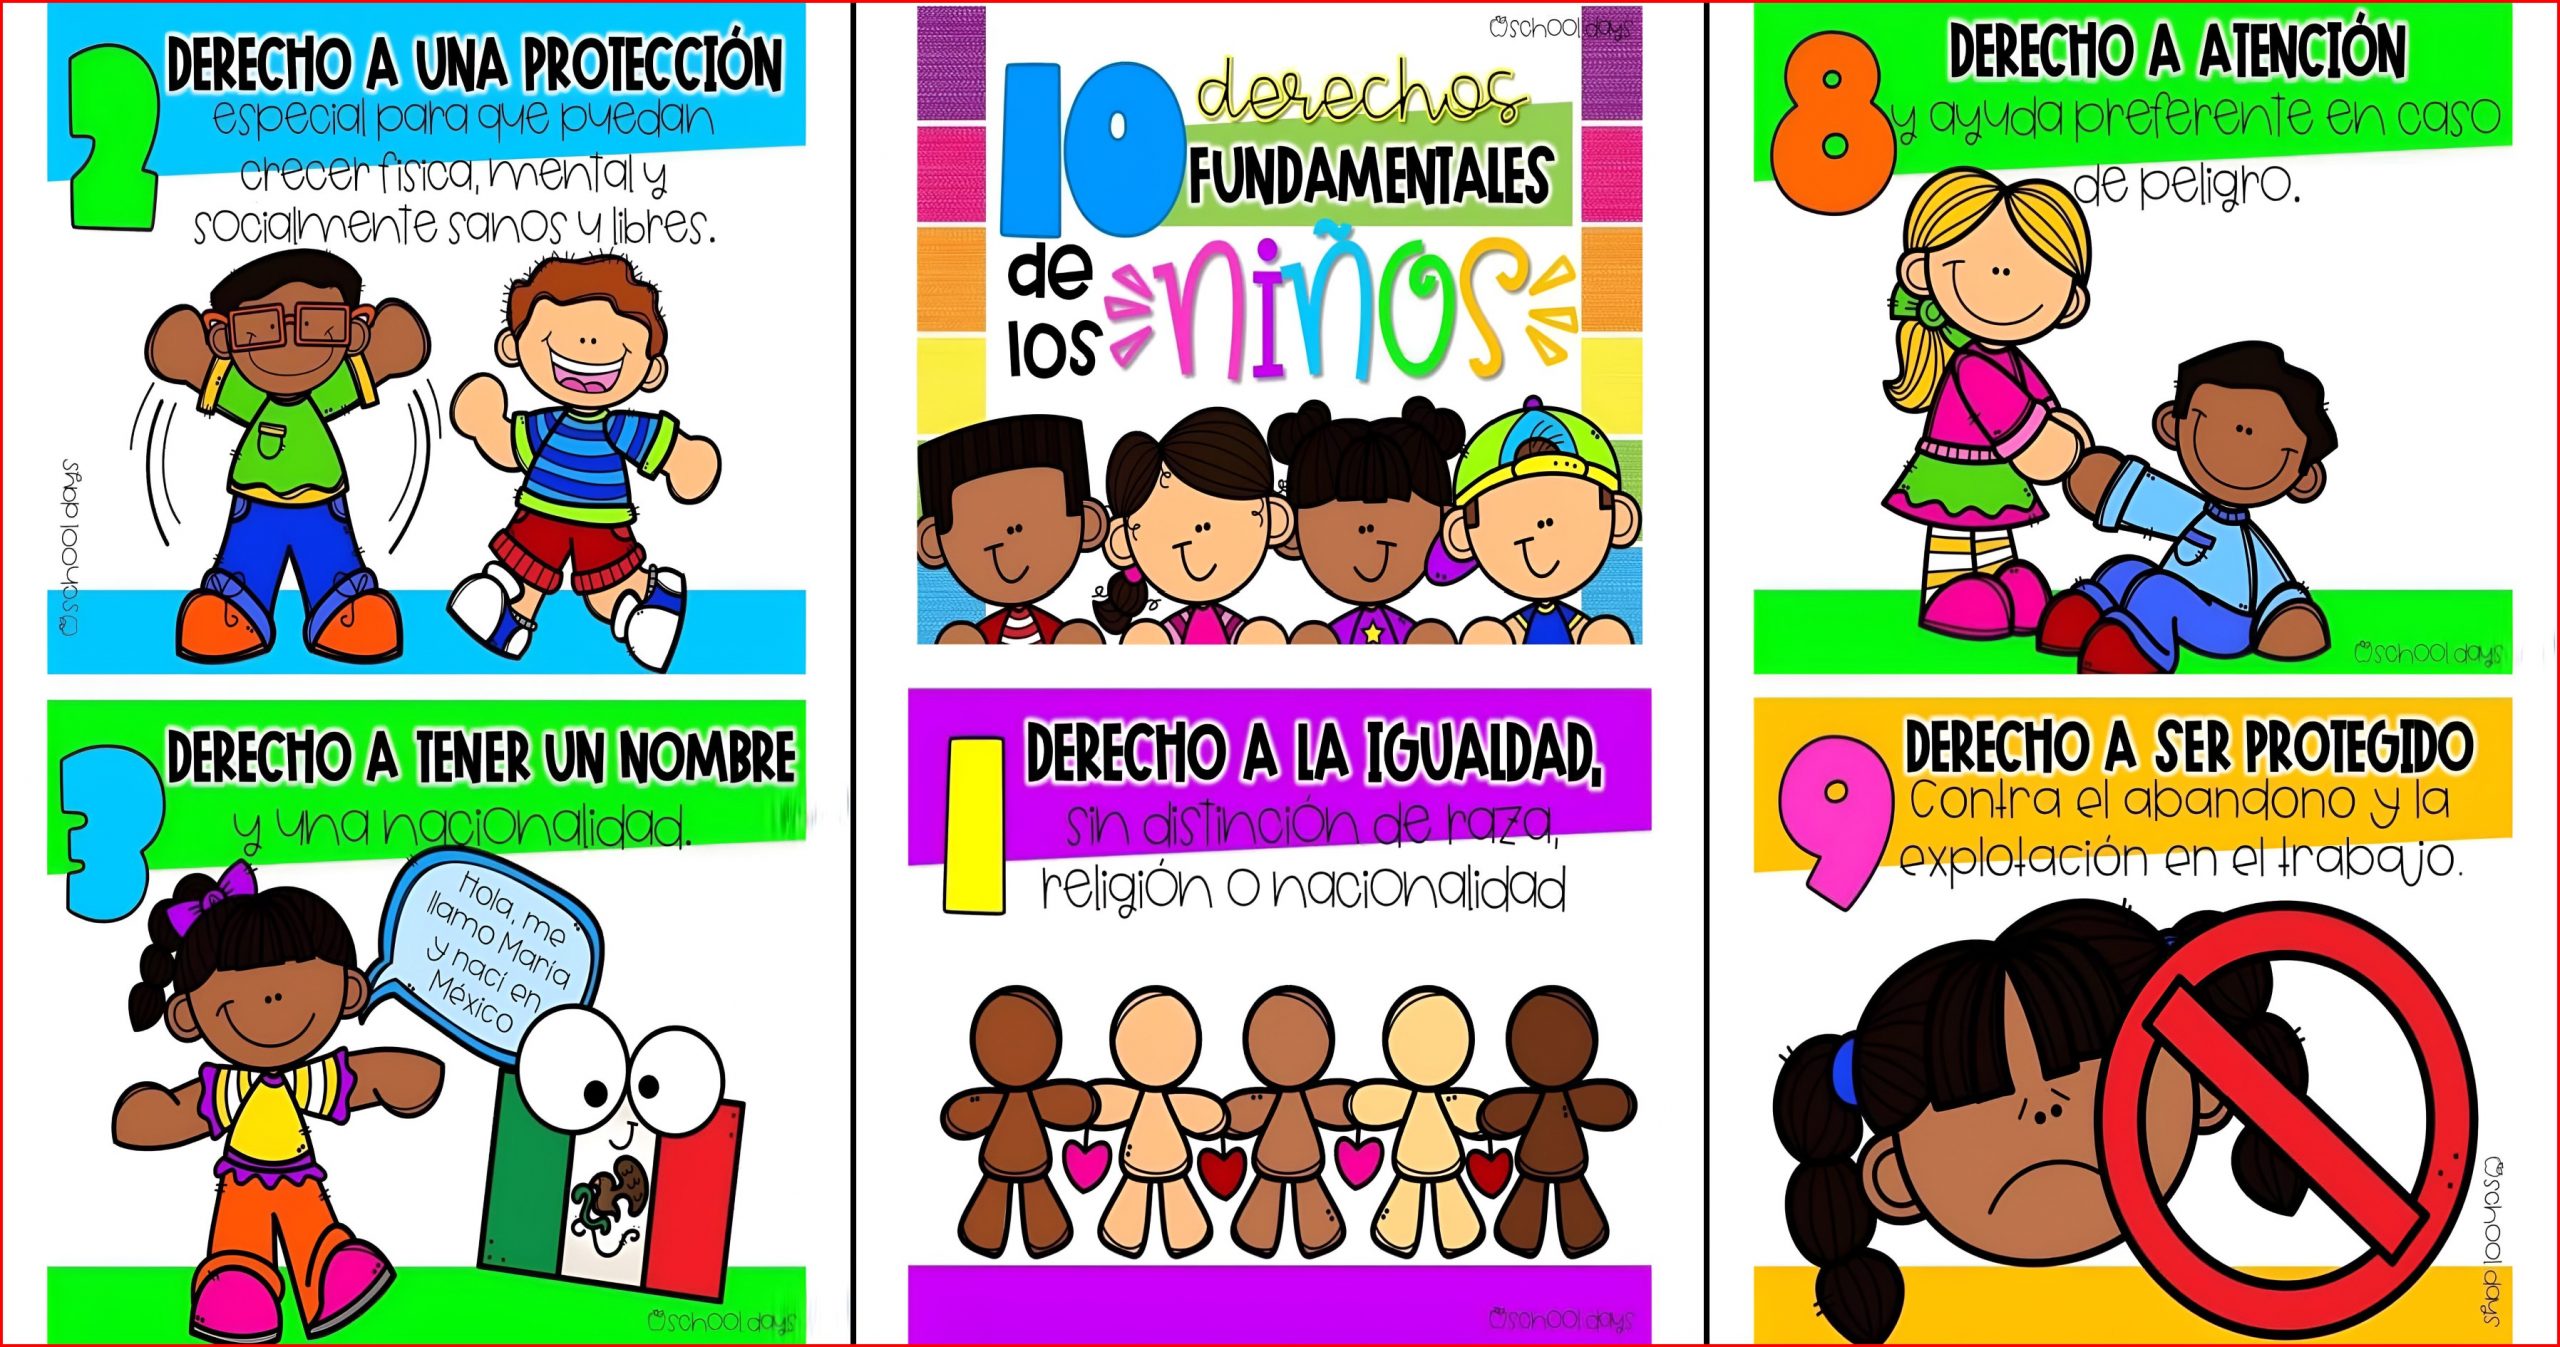 2
DERECHO A UNA PROTECCIÓN
especial para que puedan
crecer física, mental y
socialmente sanos y libres.
school days
3
DERECHO A TENER UN NOMBRE
y una nacionalidad.
Hola, me
llamo María
y nací en
México
school days
school days
10
derechos
FUNDAMENTALES
de
los
niños
1
DERECHO A LA IGUALDAD,
sin distinción de raza,
religión o nacionalidad
school days
8
DERECHO A ATENCIÓN
y ayuda preferente en caso
de peligro.
school days
9
DERECHO A SER PROTEGIDO
Contra el abandono y la
explotación en el trabajo.
school days